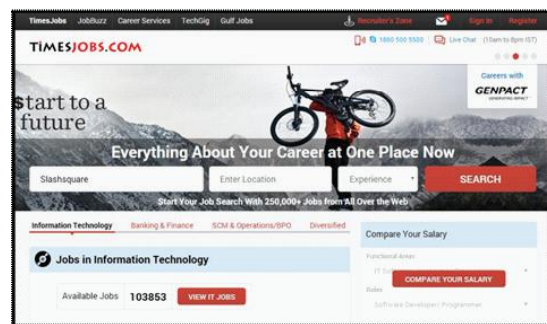 TimesJobs JobBuzz Career Services TechGig Gulf Jobs Recruiter's Zone Sign In Register
TIMESJOBS.COM 1800 500 5500 Live Chat (10am to 8pm IST)
Careers with
GENPACT
GENERATING IMPACT
$tart to a
future
Everything About Your Career at One Place Now
Slashsquare Enter Location Experience SEARCH
Start Your Job Search With 250,000+ Jobs from All Over the Web
Information Technology Banking & Finance SCM & Operations/BPO Diversified
Compare Your Salary
Jobs in Information Technology
Functional Areas
COMPARE YOUR SALARY
Available Jobs 103853 VIEW IT JOBS
Roles
Software Developer/ Programmer